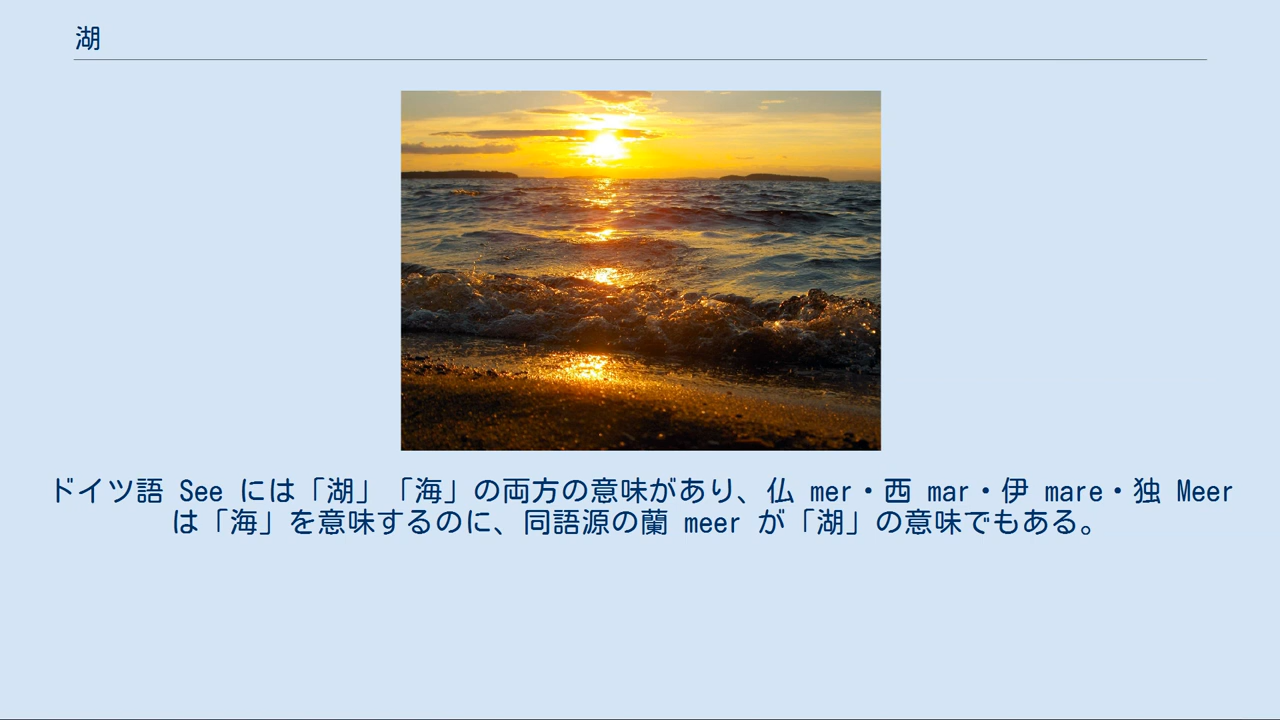 湖
ドイツ語 See には「湖」「海」の両方の意味があり、仏 mer・西 mar・伊 mare・独 Meer
は「海」を意味するのに、同語源の蘭 meer が「湖」の意味でもある。